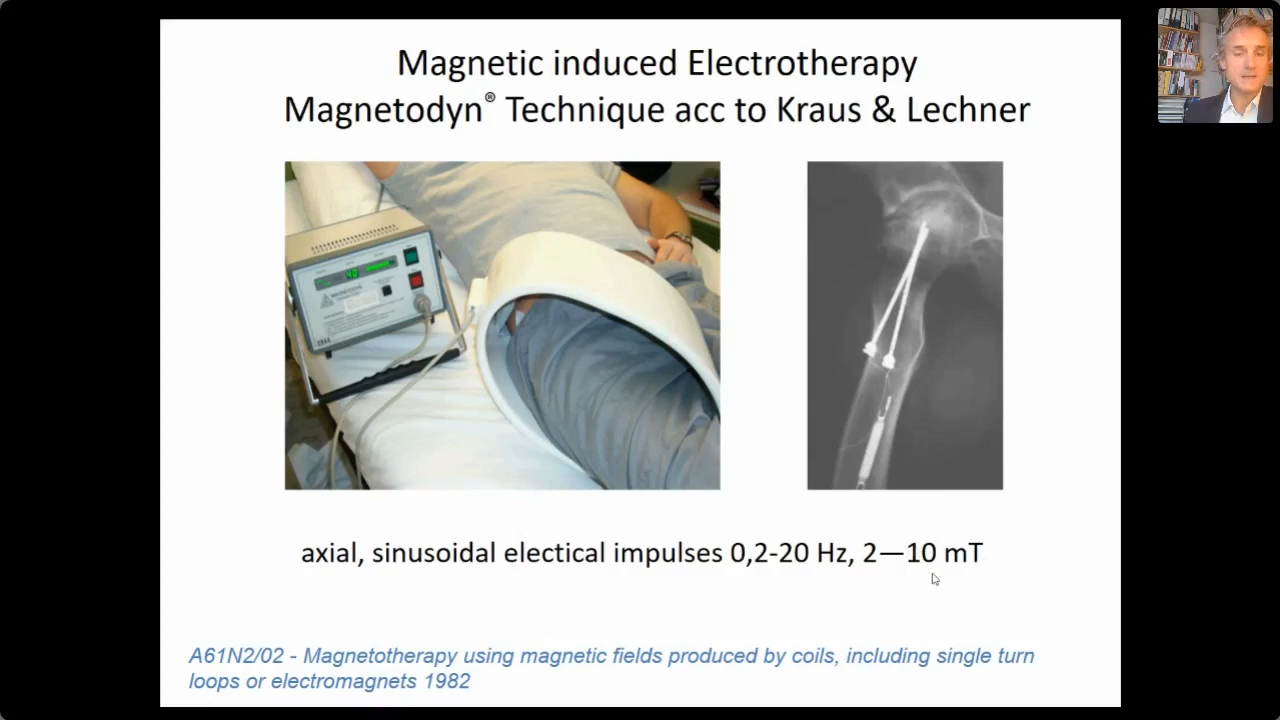 Magnetic induced Electrotherapy
Magnetodyn® Technique acc to Kraus & Lechner
40
axial, sinusoidal electical impulses 0,2-20 Hz, 2—10 mT
A61N2/02 - Magnetotherapy using magnetic fields produced by coils, including single turn
loops or electromagnets 1982